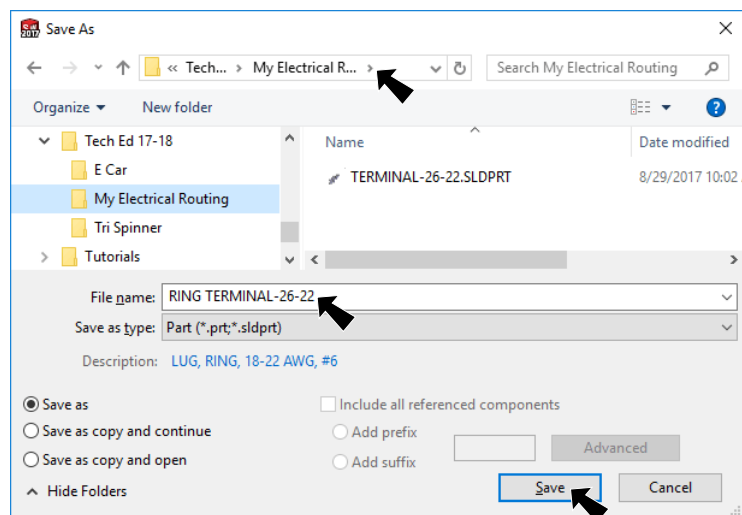 SW
2017
Save As
« Tech... > My Electrical R... >
Search My Electrical Routing
Organize
New folder
?
Tech Ed 17-18
E Car
My Electrical Routing
Tri Spinner
Tutorials
Name
Date modified
TERMINAL-26-22.SLDPRT
8/29/2017 10:02
File name: RING TERMINAL-26-22
Save as type: Part (*.prt;*.sldprt)
Description: LUG, RING, 18-22 AWG, #6
Save as
Save as copy and continue
Save as copy and open
Include all referenced components
Add prefix
Add suffix
Advanced
Hide Folders
Save
Cancel